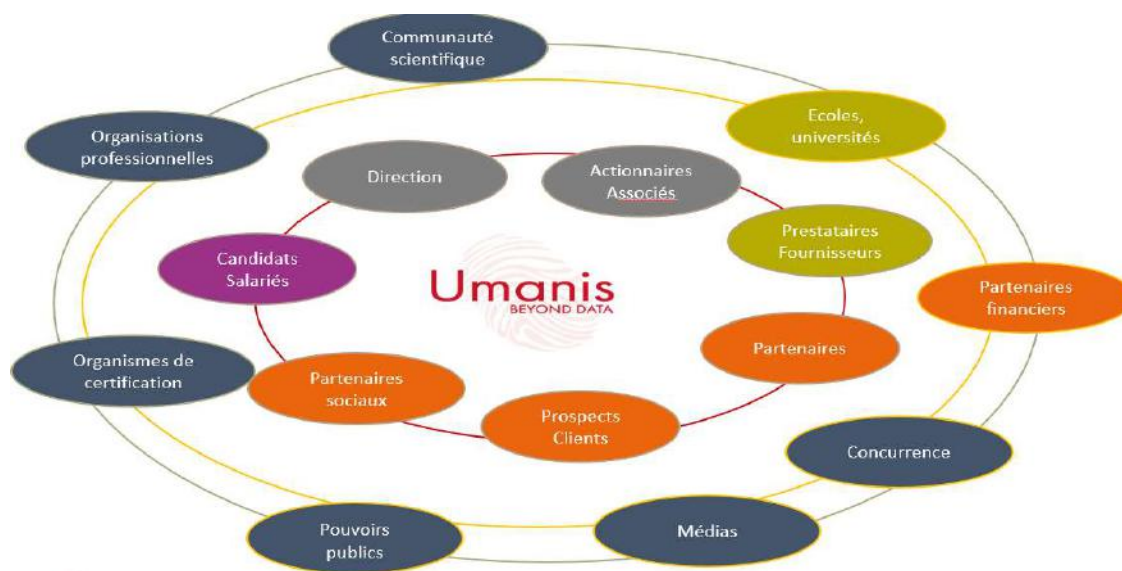 Communauté
scientifique
Ecoles,
universités
Organisations
professionnelles
Direction
Actionnaires
Associés
Prestataires
Fournisseurs
Candidats
Salariés
Umanis
BEYOND DATA
Partenaires
financiers
Partenaires
Organismes de
certification
Partenaires
sociaux
Prospects
Clients
Concurrence
Pouvoirs
publics
Médias